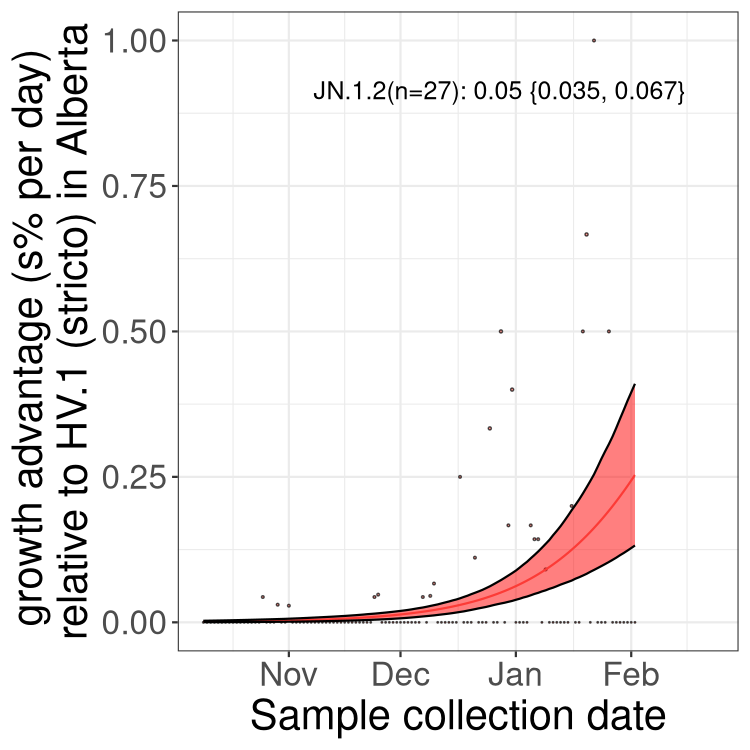 growth advantage (s% per day)
relative to HV.1 (stricto) in Alberta
1.00
0.75
0.50
0.25
0.00
JN.1.2(n=27): 0.05 {0.035, 0.067}
Nov Dec Jan Feb
Sample collection date